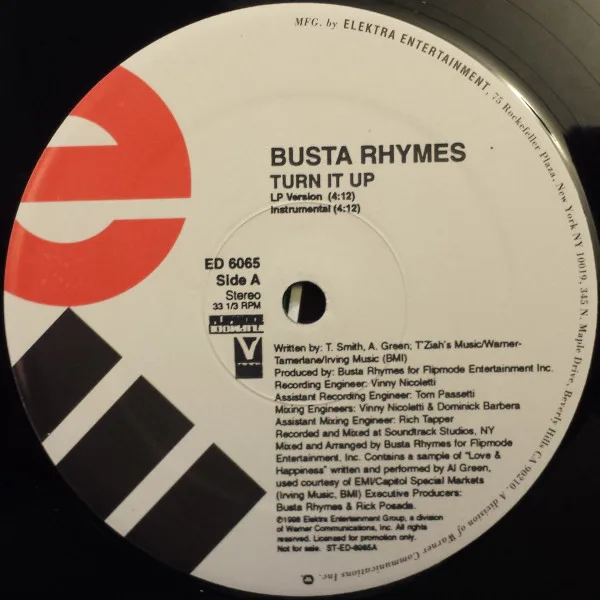 MFG. by ELEKTRA ENTERTAINMENT, 75 Rockefeller Plaza, New York NY 10019, 345 N. Maple Drive, Beverly Hills CA 90210. A division of Warner Communications Inc.
BUSTA RHYMES
TURN IT UP
LP Version (4:12)
Instrumental (4:12)
ED 6065
Side A
Stereo
33 1/3 RPM
FLIPMODE
Written by: T. Smith, A. Green; T'Ziah's Music/Warner-
Tamerlane/Irving Music (BMI)
Produced by: Busta Rhymes for Flipmode Entertainment Inc.
Recording Engineer: Vinny Nicoletti
Assistant Recording Engineer: Tom Passetti
Mixing Engineers: Vinny Nicoletti & Dominick Barbera
Assistant Mixing Engineer: Rich Tapper
Recorded and Mixed at Soundtrack Studios, NY
Mixed and Arranged by Busta Rhymes for Flipmode
Entertainment, Inc. Contains a sample of "Love &
Happiness" written and performed by Al Green,
used courtesy of EMI/Capitol Special Markets
(Irving Music, BMI) Executive Producers:
Busta Rhymes & Rick Posada.
©1998 Elektra Entertainment Group, a division
of Warner Communications, Inc. All rights
reserved. Licensed for promotion only.
Not for sale. ST-ED-6065A